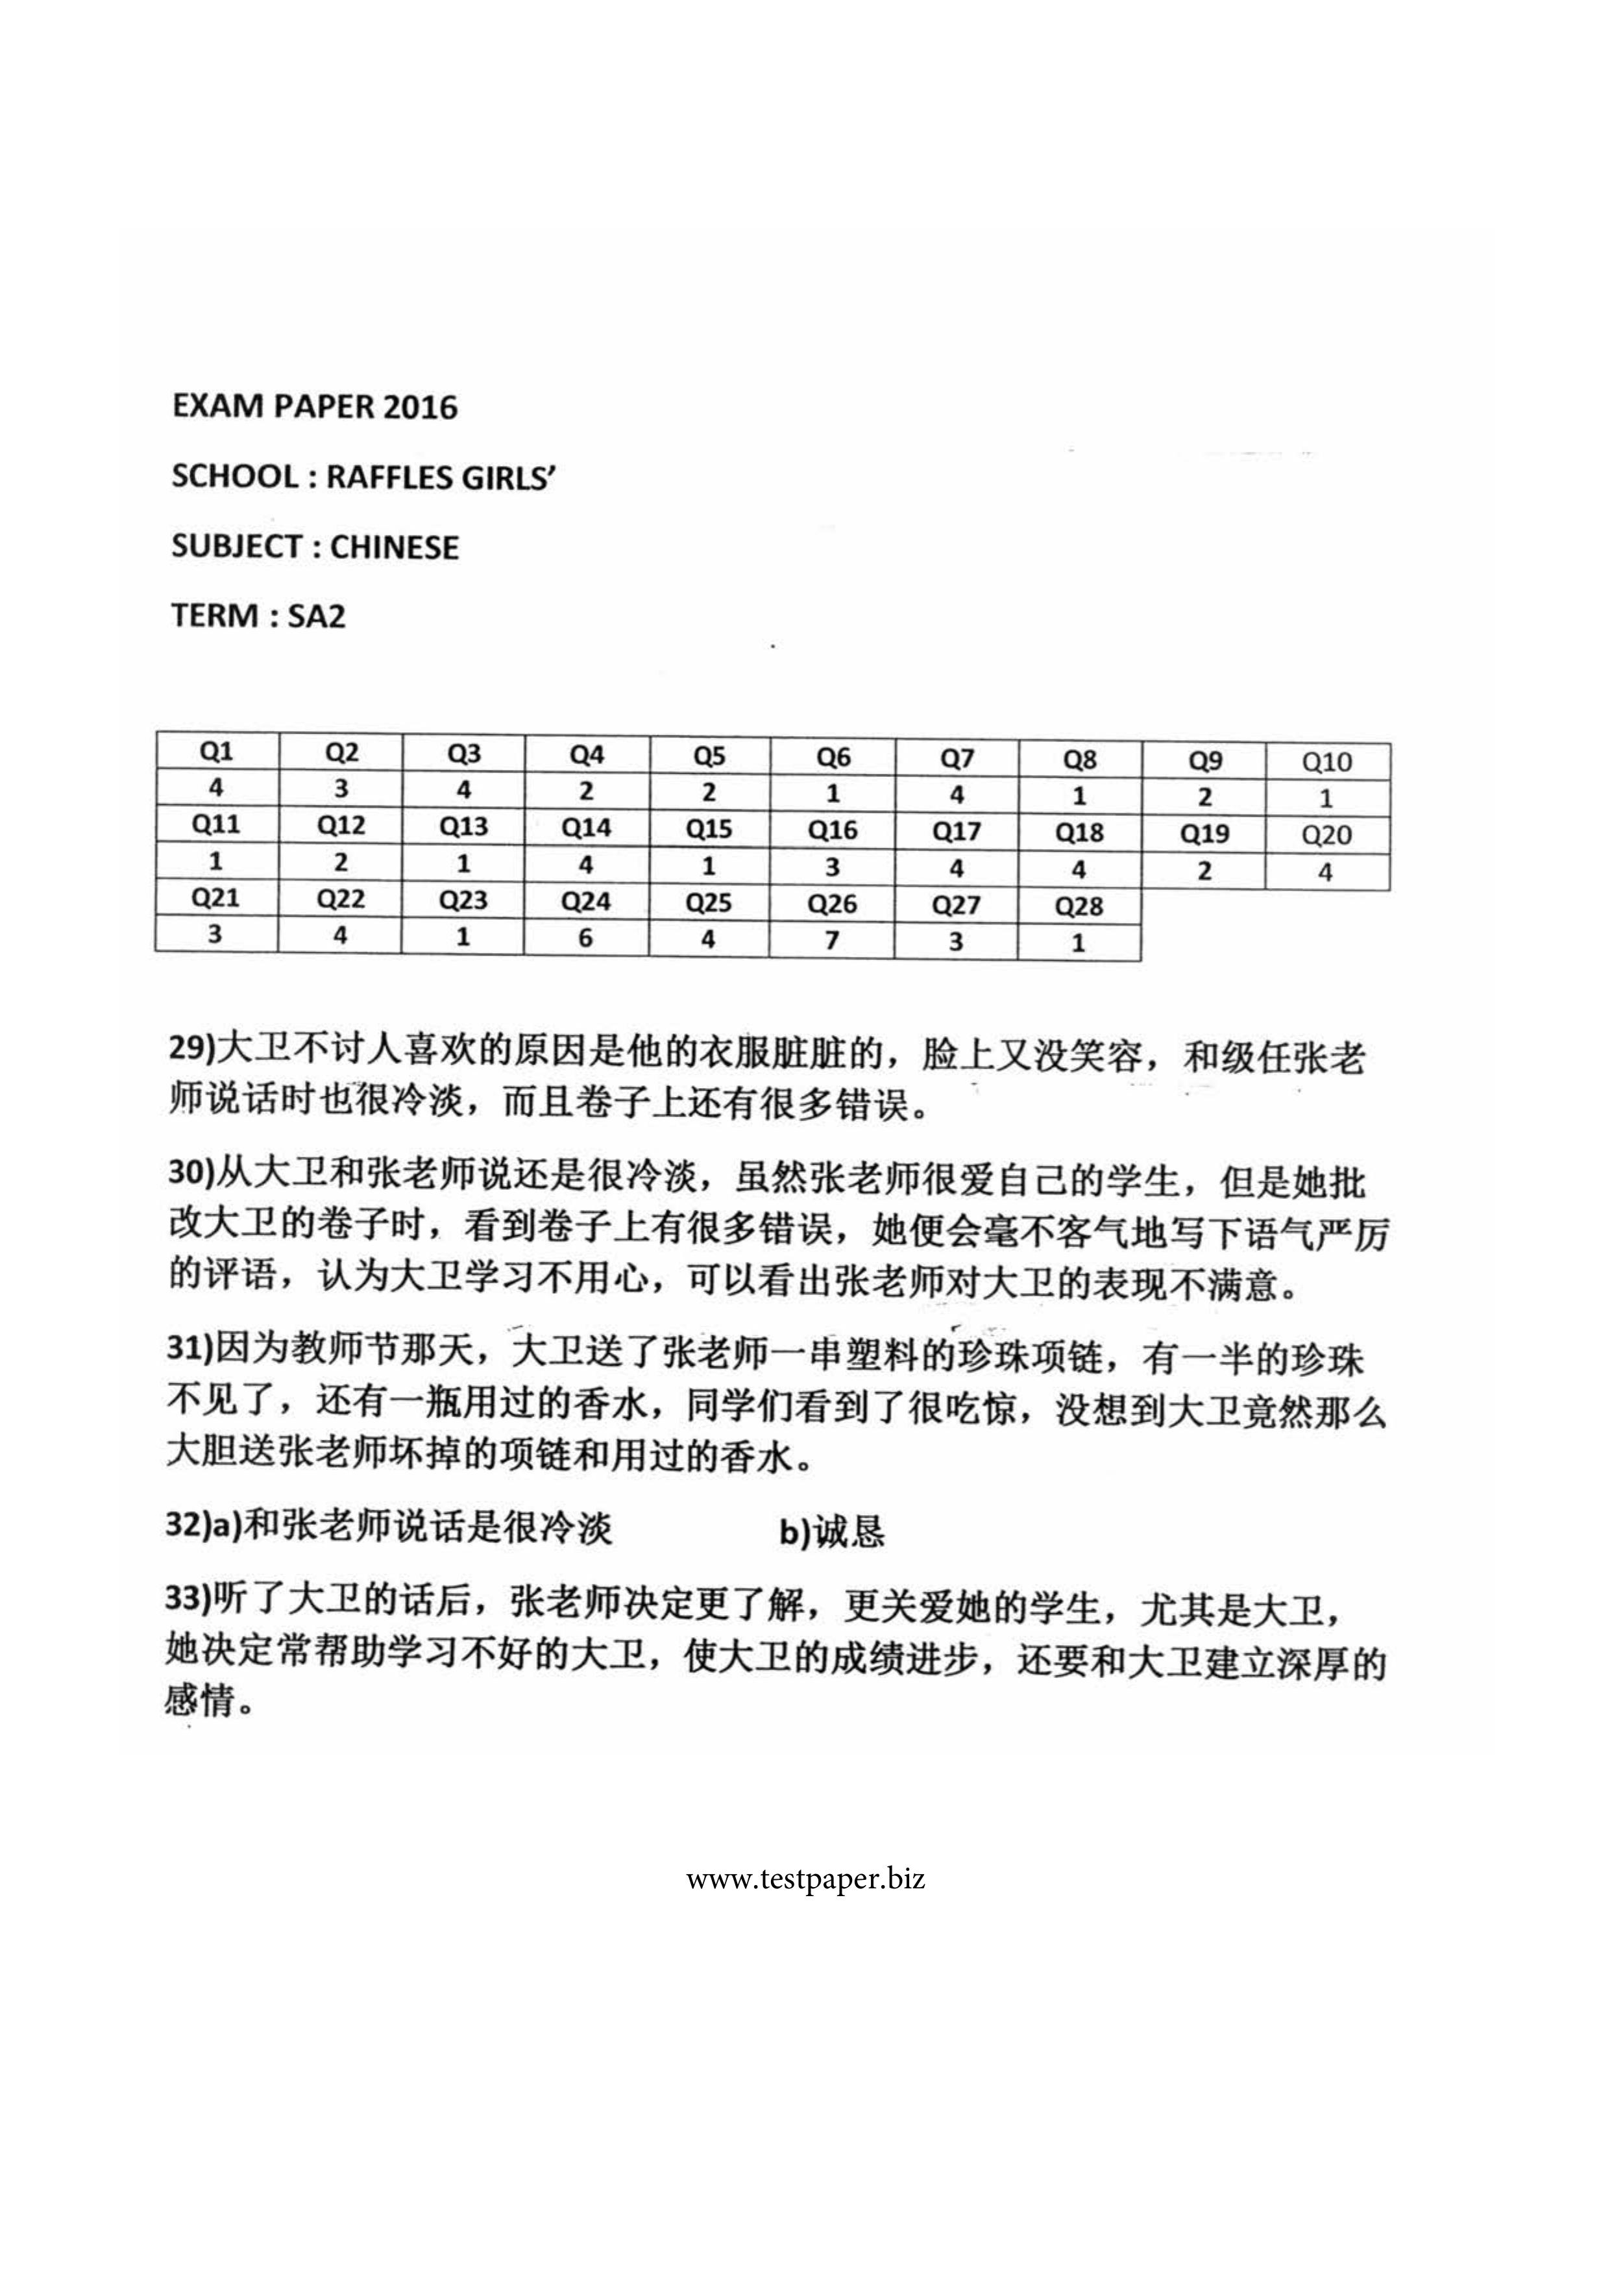 EXAM PAPER 2016
SCHOOL : RAFFLES GIRLS’
SUBJECT : CHINESE
TERM : SA2
Q1 Q2 Q3 Q4 Q5 Q6 Q7 Q8 Q9 Q10
4 3 4 2 2 1 4 1 2 1
Q11 Q12 Q13 Q14 Q15 Q16 Q17 Q18 Q19 Q20
1 2 1 4 1 3 4 4 2 4
Q21 Q22 Q23 Q24 Q25 Q26 Q27 Q28
3 4 1 6 4 7 3 1
29)大卫不讨人喜欢的原因是他的衣服脏脏的，脸上又没笑容，和级任张老
师说话时也很冷淡，而且卷子上还有很多错误。
30)从大卫和张老师说还是很冷淡，虽然张老师很爱自己的学生，但是她批
改大卫的卷子时，看到卷子上有很多错误，她便会毫不客气地写下语气严厉
的评语，认为大卫学习不用心，可以看出张老师对大卫的表现不满意。
31)因为教师节那天，大卫送了张老师一串塑料的珍珠项链，有一半的珍珠
不见了，还有一瓶用过的香水，同学们看到了很吃惊，没想到大卫竟然那么
大胆送张老师坏掉的项链和用过的香水。
32)a)和张老师说话是很冷淡 b)诚恳
33)听了大卫的话后，张老师决定更了解，更关爱她的学生，尤其是大卫，
她决定常帮助学习不好的大卫，使大卫的成绩进步，还要和大卫建立深厚的
感情。
www.testpaper.biz